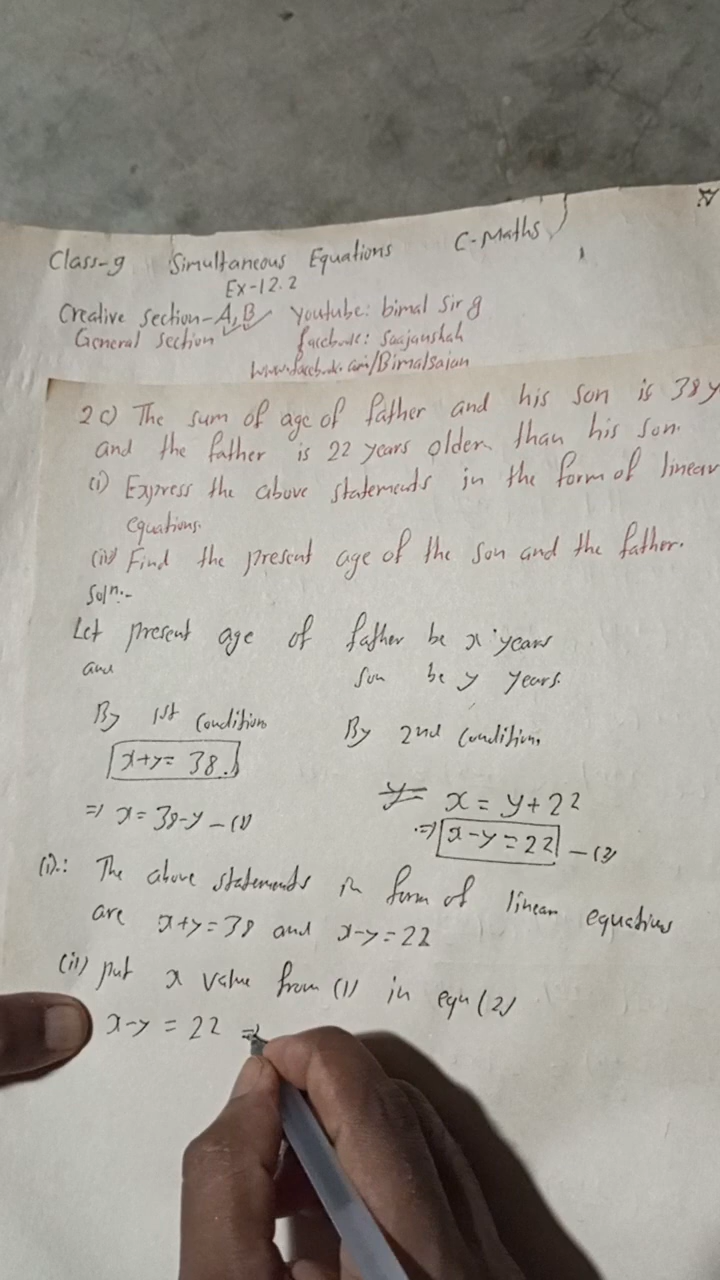 Class-9 Simultaneous Equations C-Maths
Ex-12.2
Creative section-A,B youtube: bimal sir 9
General section facebook: Saajanshah
2c) The sum of age of father and his son is 38 y
and the father is 22 years older than his son.
(i) Express the above statements in the form of linear
equations.
(ii) Find the present age of the son and the father.
Soln:-
Let present age of father be x years
and son be y years.
By 1st Condition By 2nd Condition,
x+y= 38.
y= x = y+22
=) x = 38-y -(1)
=) x-y=22 -(2)
(i).: The above statements in form of linear equations
are x+y=38 and x-y=22
(ii) put x value from (1) in eqn (2)
x-y = 22 =)